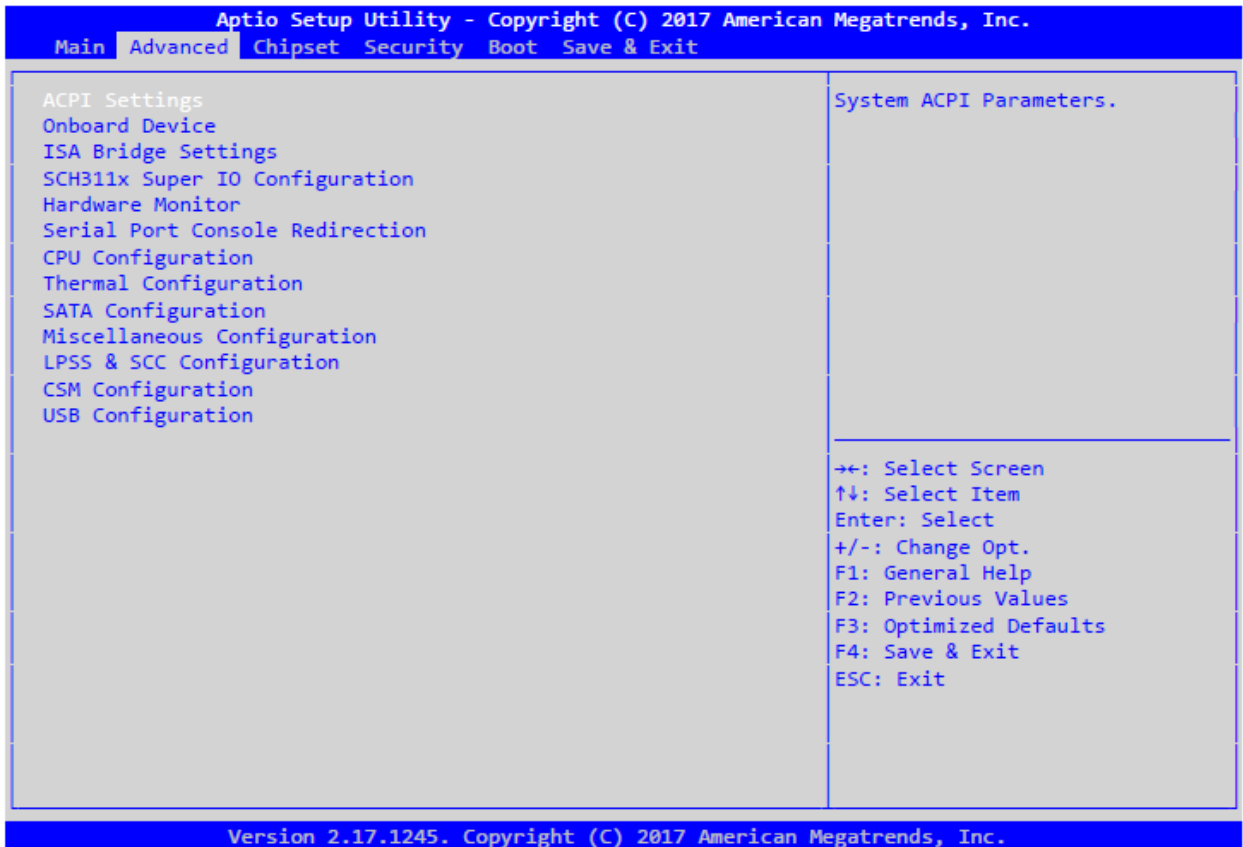 Aptio Setup Utility - Copyright (C) 2017 American Megatrends, Inc.
Main Advanced Chipset Security Boot Save & Exit
ACPI Settings
Onboard Device
ISA Bridge Settings
SCH311x Super IO Configuration
Hardware Monitor
Serial Port Console Redirection
CPU Configuration
Thermal Configuration
SATA Configuration
Miscellaneous Configuration
LPSS & SCC Configuration
CSM Configuration
USB Configuration
System ACPI Parameters.
→←: Select Screen
↑↓: Select Item
Enter: Select
+/-: Change Opt.
F1: General Help
F2: Previous Values
F3: Optimized Defaults
F4: Save & Exit
ESC: Exit
Version 2.17.1245. Copyright (C) 2017 American Megatrends, Inc.